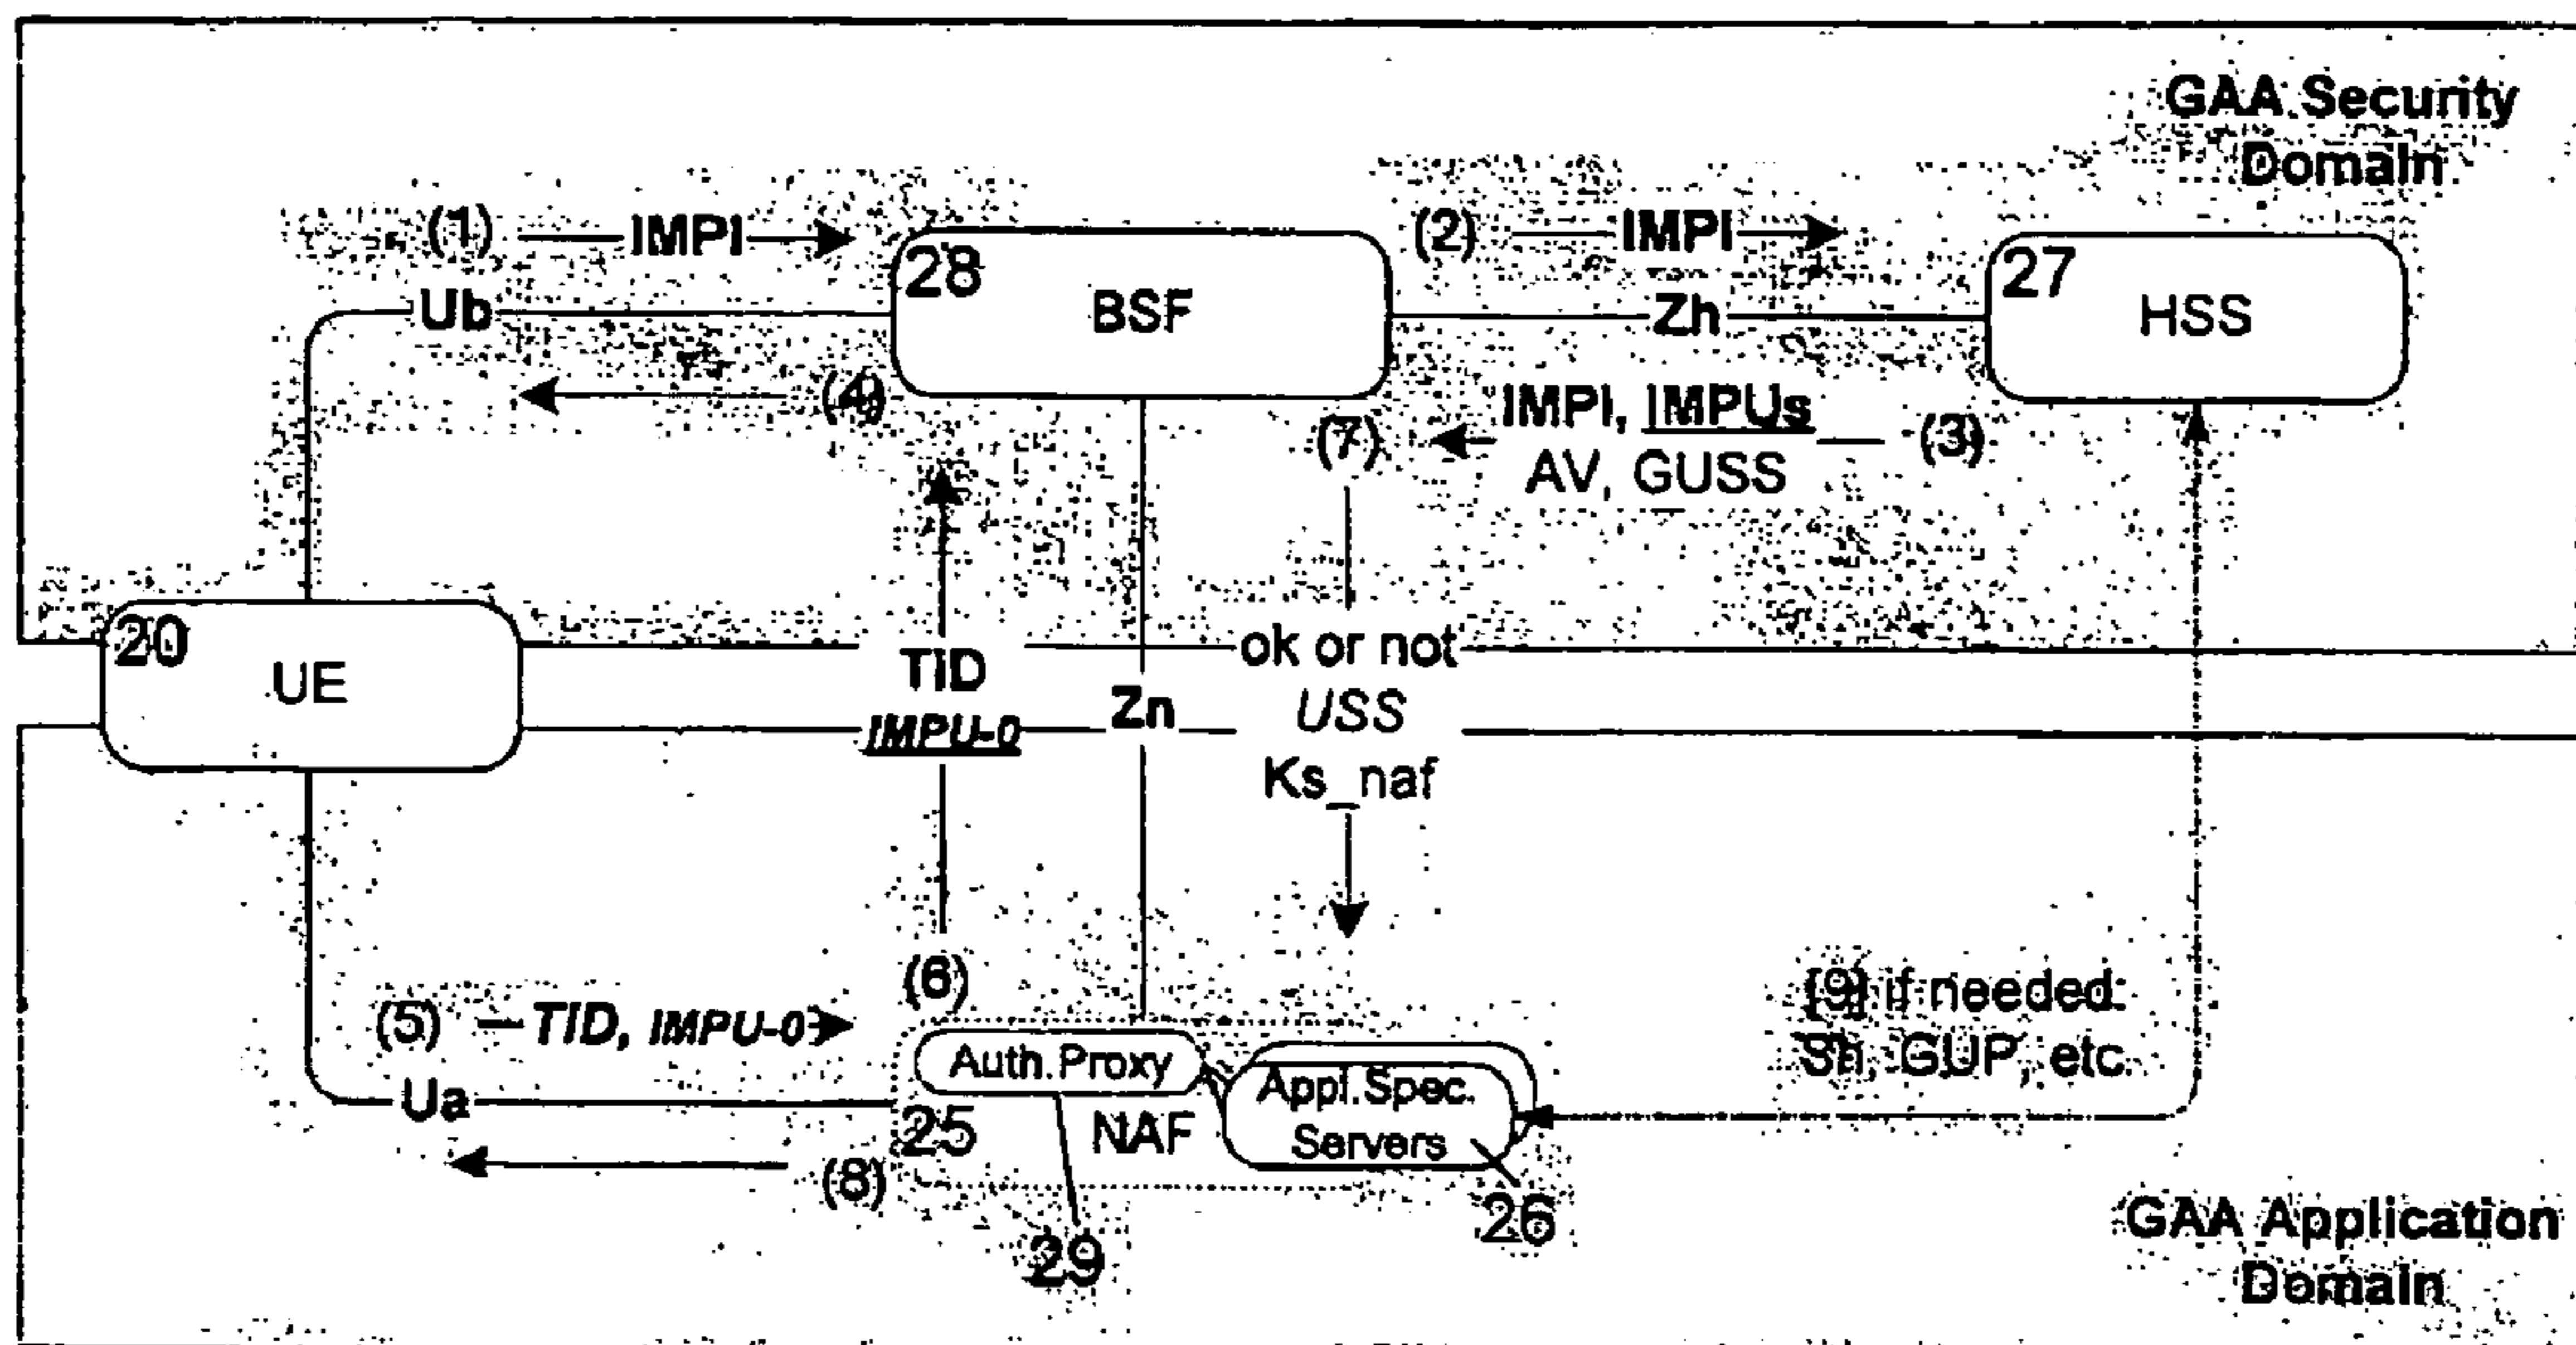 GAA Security
Domain
(1) IMPI
(2) IMPI
28
BSF
27
HSS
Ub
Zh
(4)
(7)
IMPI, IMPUs
AV, GUSS
(3)
20
UE
TID
IMPU-0
Zn
ok or not
USS
Ks_naf
(5) TID, IMPU-0
(6)
(9) if needed:
Sh, GUP, etc.
Ua
Auth.Proxy
25
NAF
Appl.Spec.
Servers
(8)
29
26
GAA Application
Domain